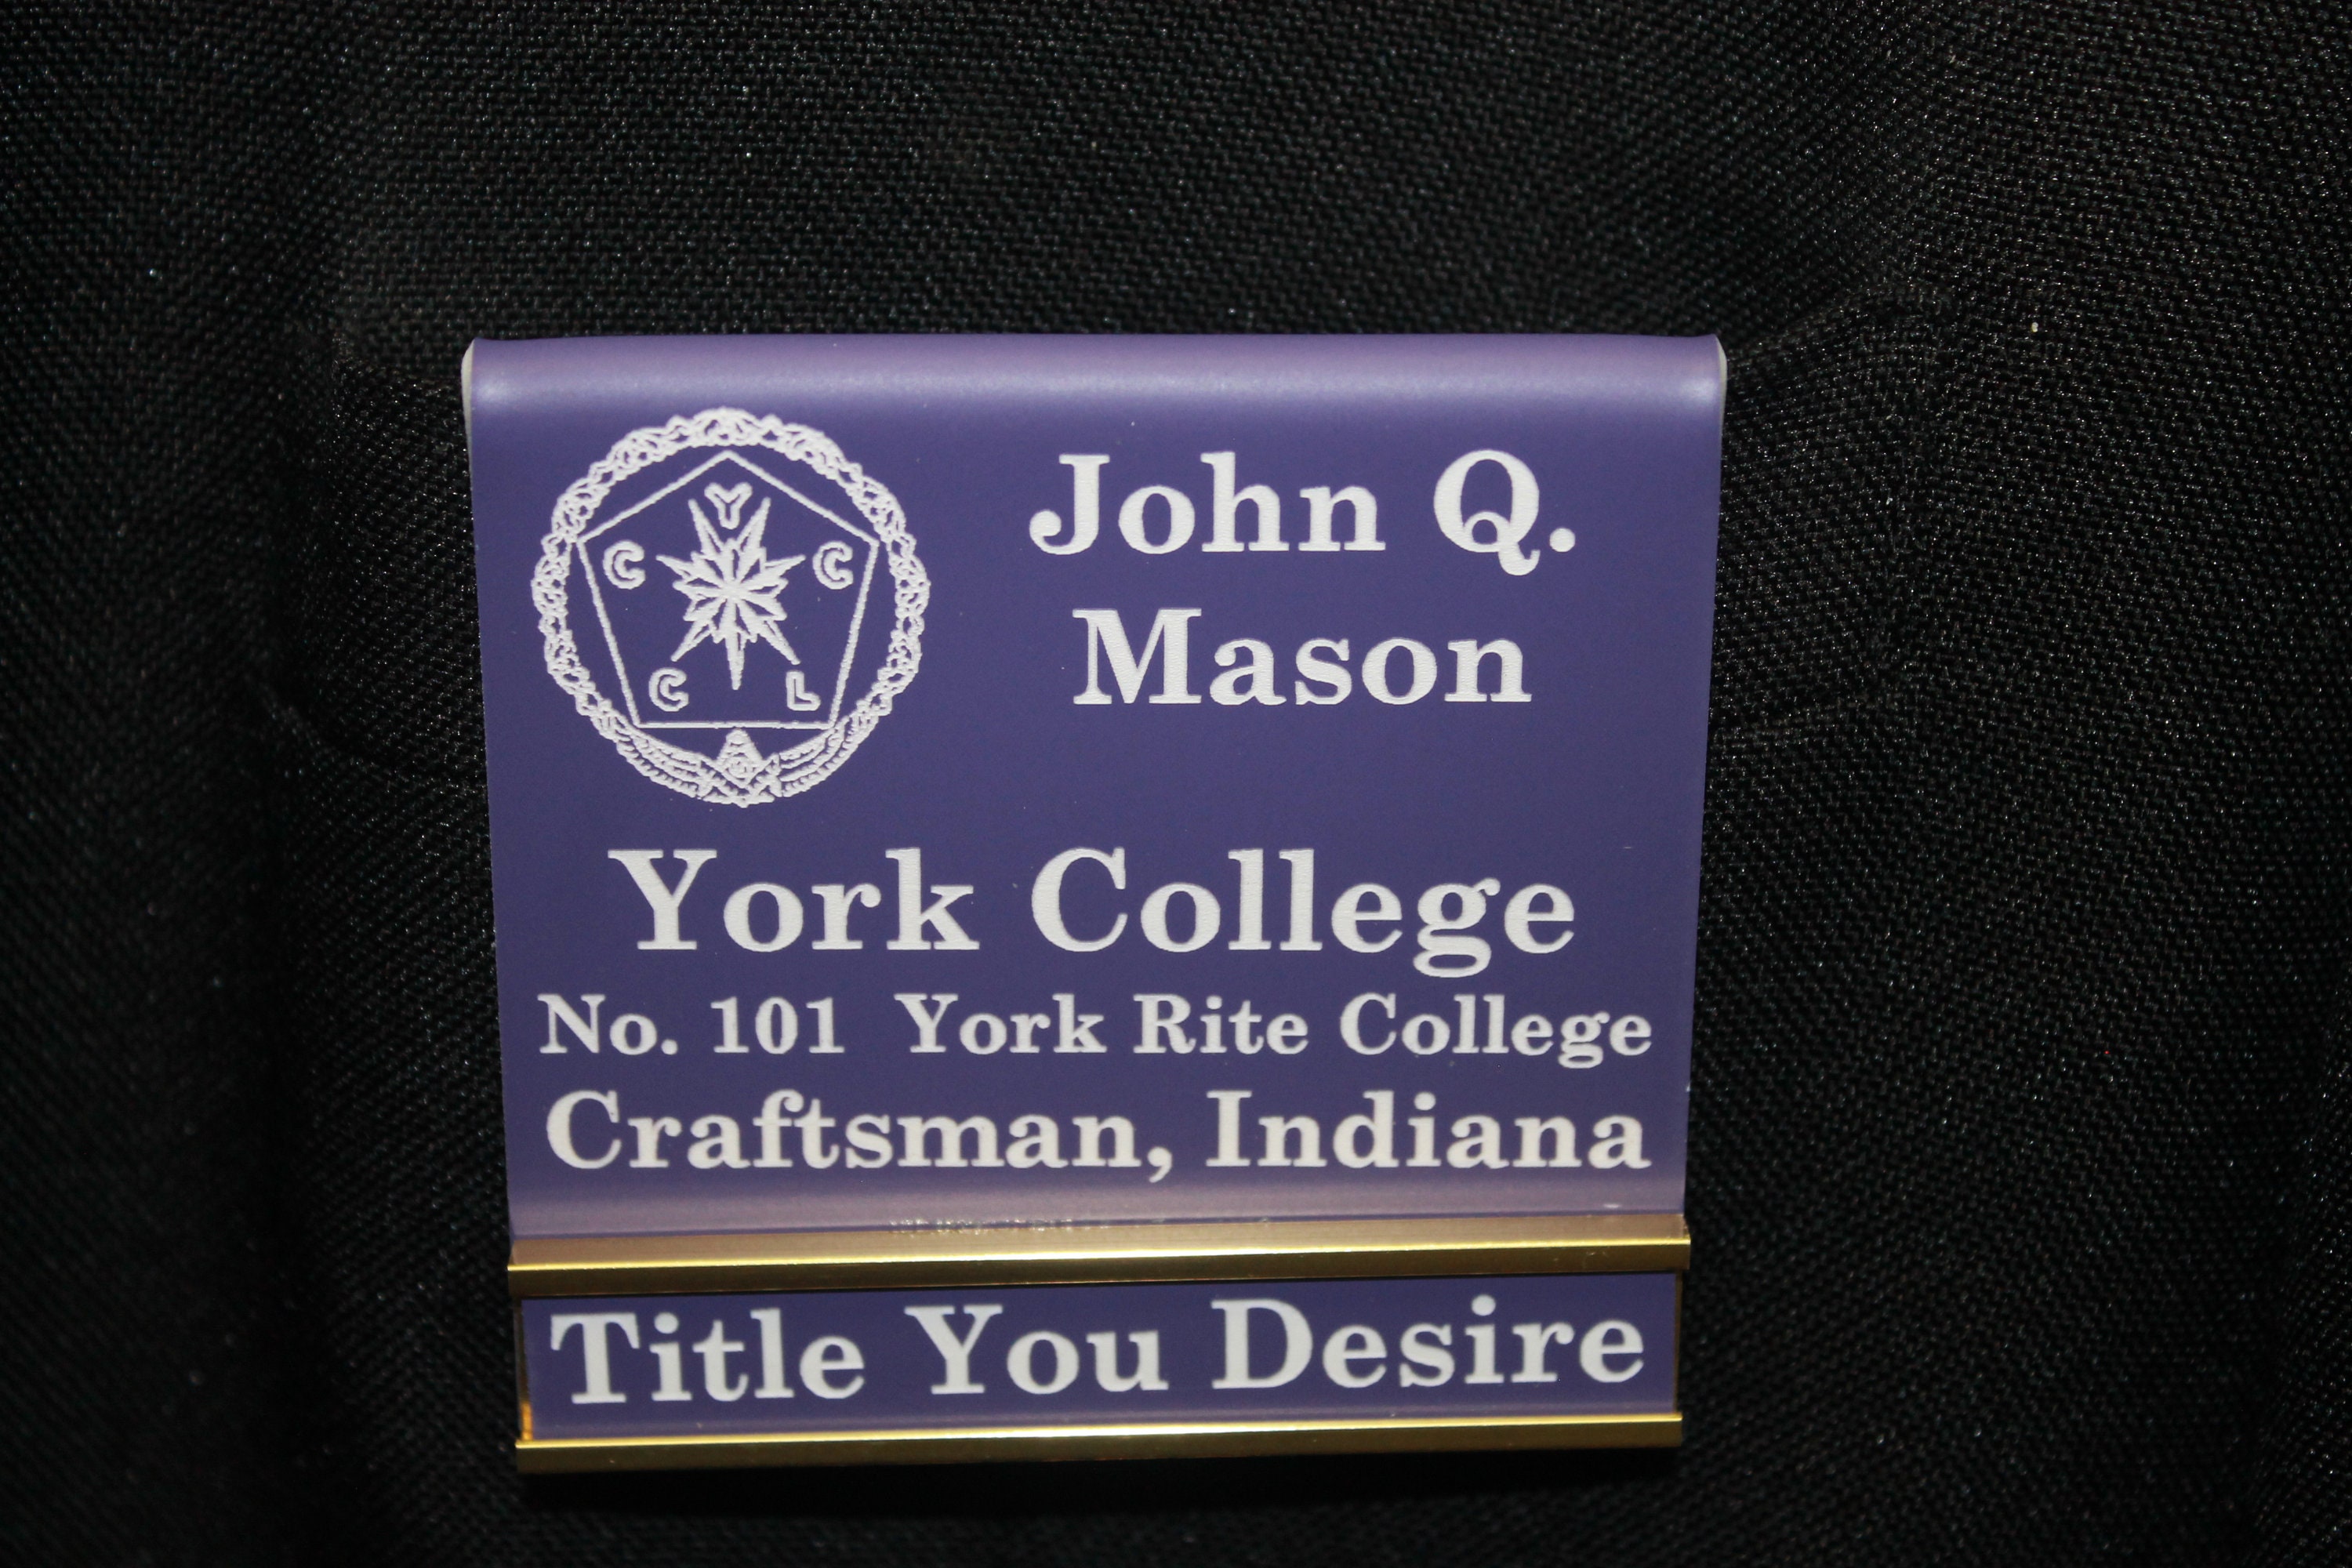 Y
C C
C L
John Q.
Mason
York College
No. 101 York Rite College
Craftsman, Indiana
Title You Desire